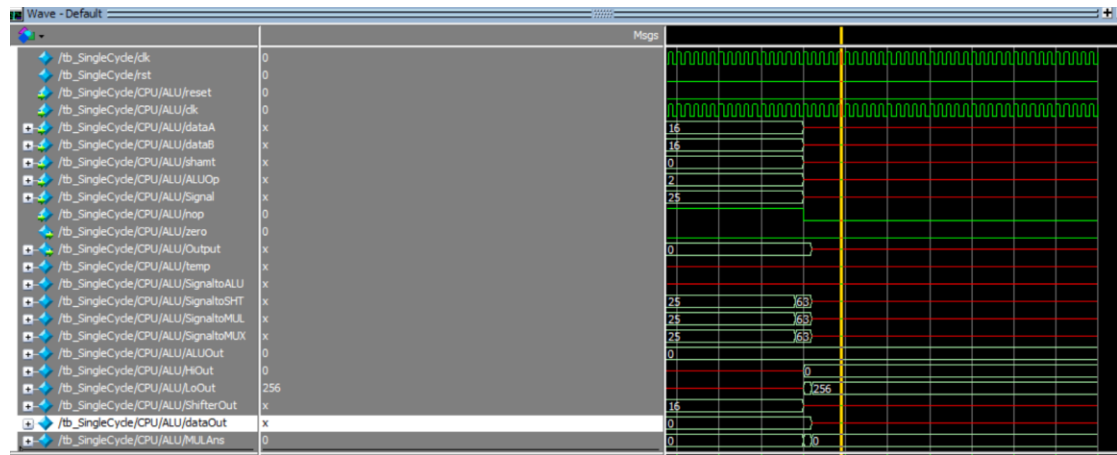 Wave - Default
Msgs
/tb_SingleCycle/clk 0
/tb_SingleCycle/rst 0
/tb_SingleCycle/CPU/ALU/reset 0
/tb_SingleCycle/CPU/ALU/clk 0
/tb_SingleCycle/CPU/ALU/dataA x 16
/tb_SingleCycle/CPU/ALU/dataB x 16
/tb_SingleCycle/CPU/ALU/shamt x 0
/tb_SingleCycle/CPU/ALU/ALUOp x 2
/tb_SingleCycle/CPU/ALU/Signal x 25
/tb_SingleCycle/CPU/ALU/nop 0
/tb_SingleCycle/CPU/ALU/zero 0
/tb_SingleCycle/CPU/ALU/Output x 0
/tb_SingleCycle/CPU/ALU/temp x
/tb_SingleCycle/CPU/ALU/SignaltoALU x
/tb_SingleCycle/CPU/ALU/SignaltoSHT x 25 63
/tb_SingleCycle/CPU/ALU/SignaltoMUL x 25 63
/tb_SingleCycle/CPU/ALU/SignaltoMUX x 25 63
/tb_SingleCycle/CPU/ALU/ALUOut 0 0
/tb_SingleCycle/CPU/ALU/HiOut 0 0
/tb_SingleCycle/CPU/ALU/LoOut 256 256
/tb_SingleCycle/CPU/ALU/ShifterOut x 16
/tb_SingleCycle/CPU/ALU/dataOut x 0
/tb_SingleCycle/CPU/ALU/MULAns 0 0 0